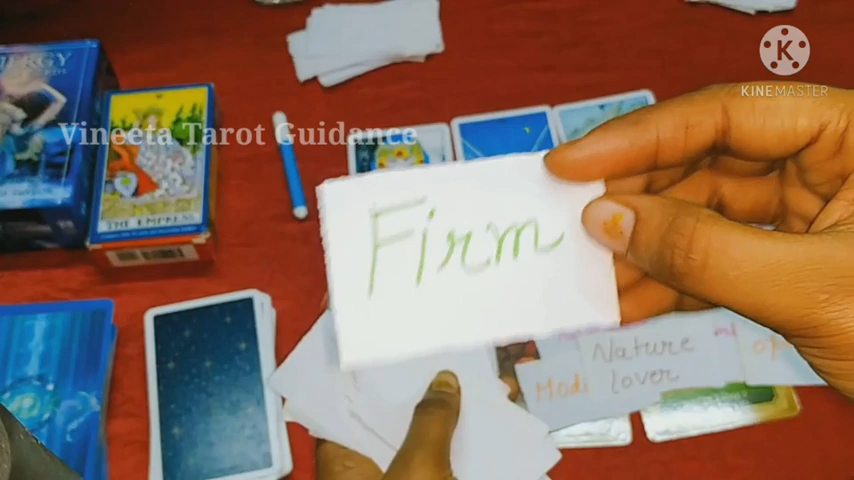 KINEMASTER
Vineeta Tarot Guidance
THE EMPRESS
Firm
Nature
lover